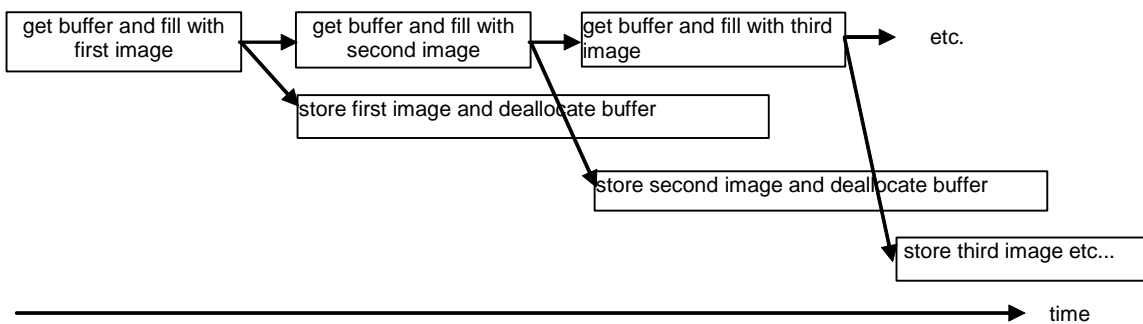 get buffer and fill with
first image
get buffer and fill with
second image
get buffer and fill with third
image
etc.
store first image and deallocate buffer
store second image and deallocate buffer
store third image etc...
time